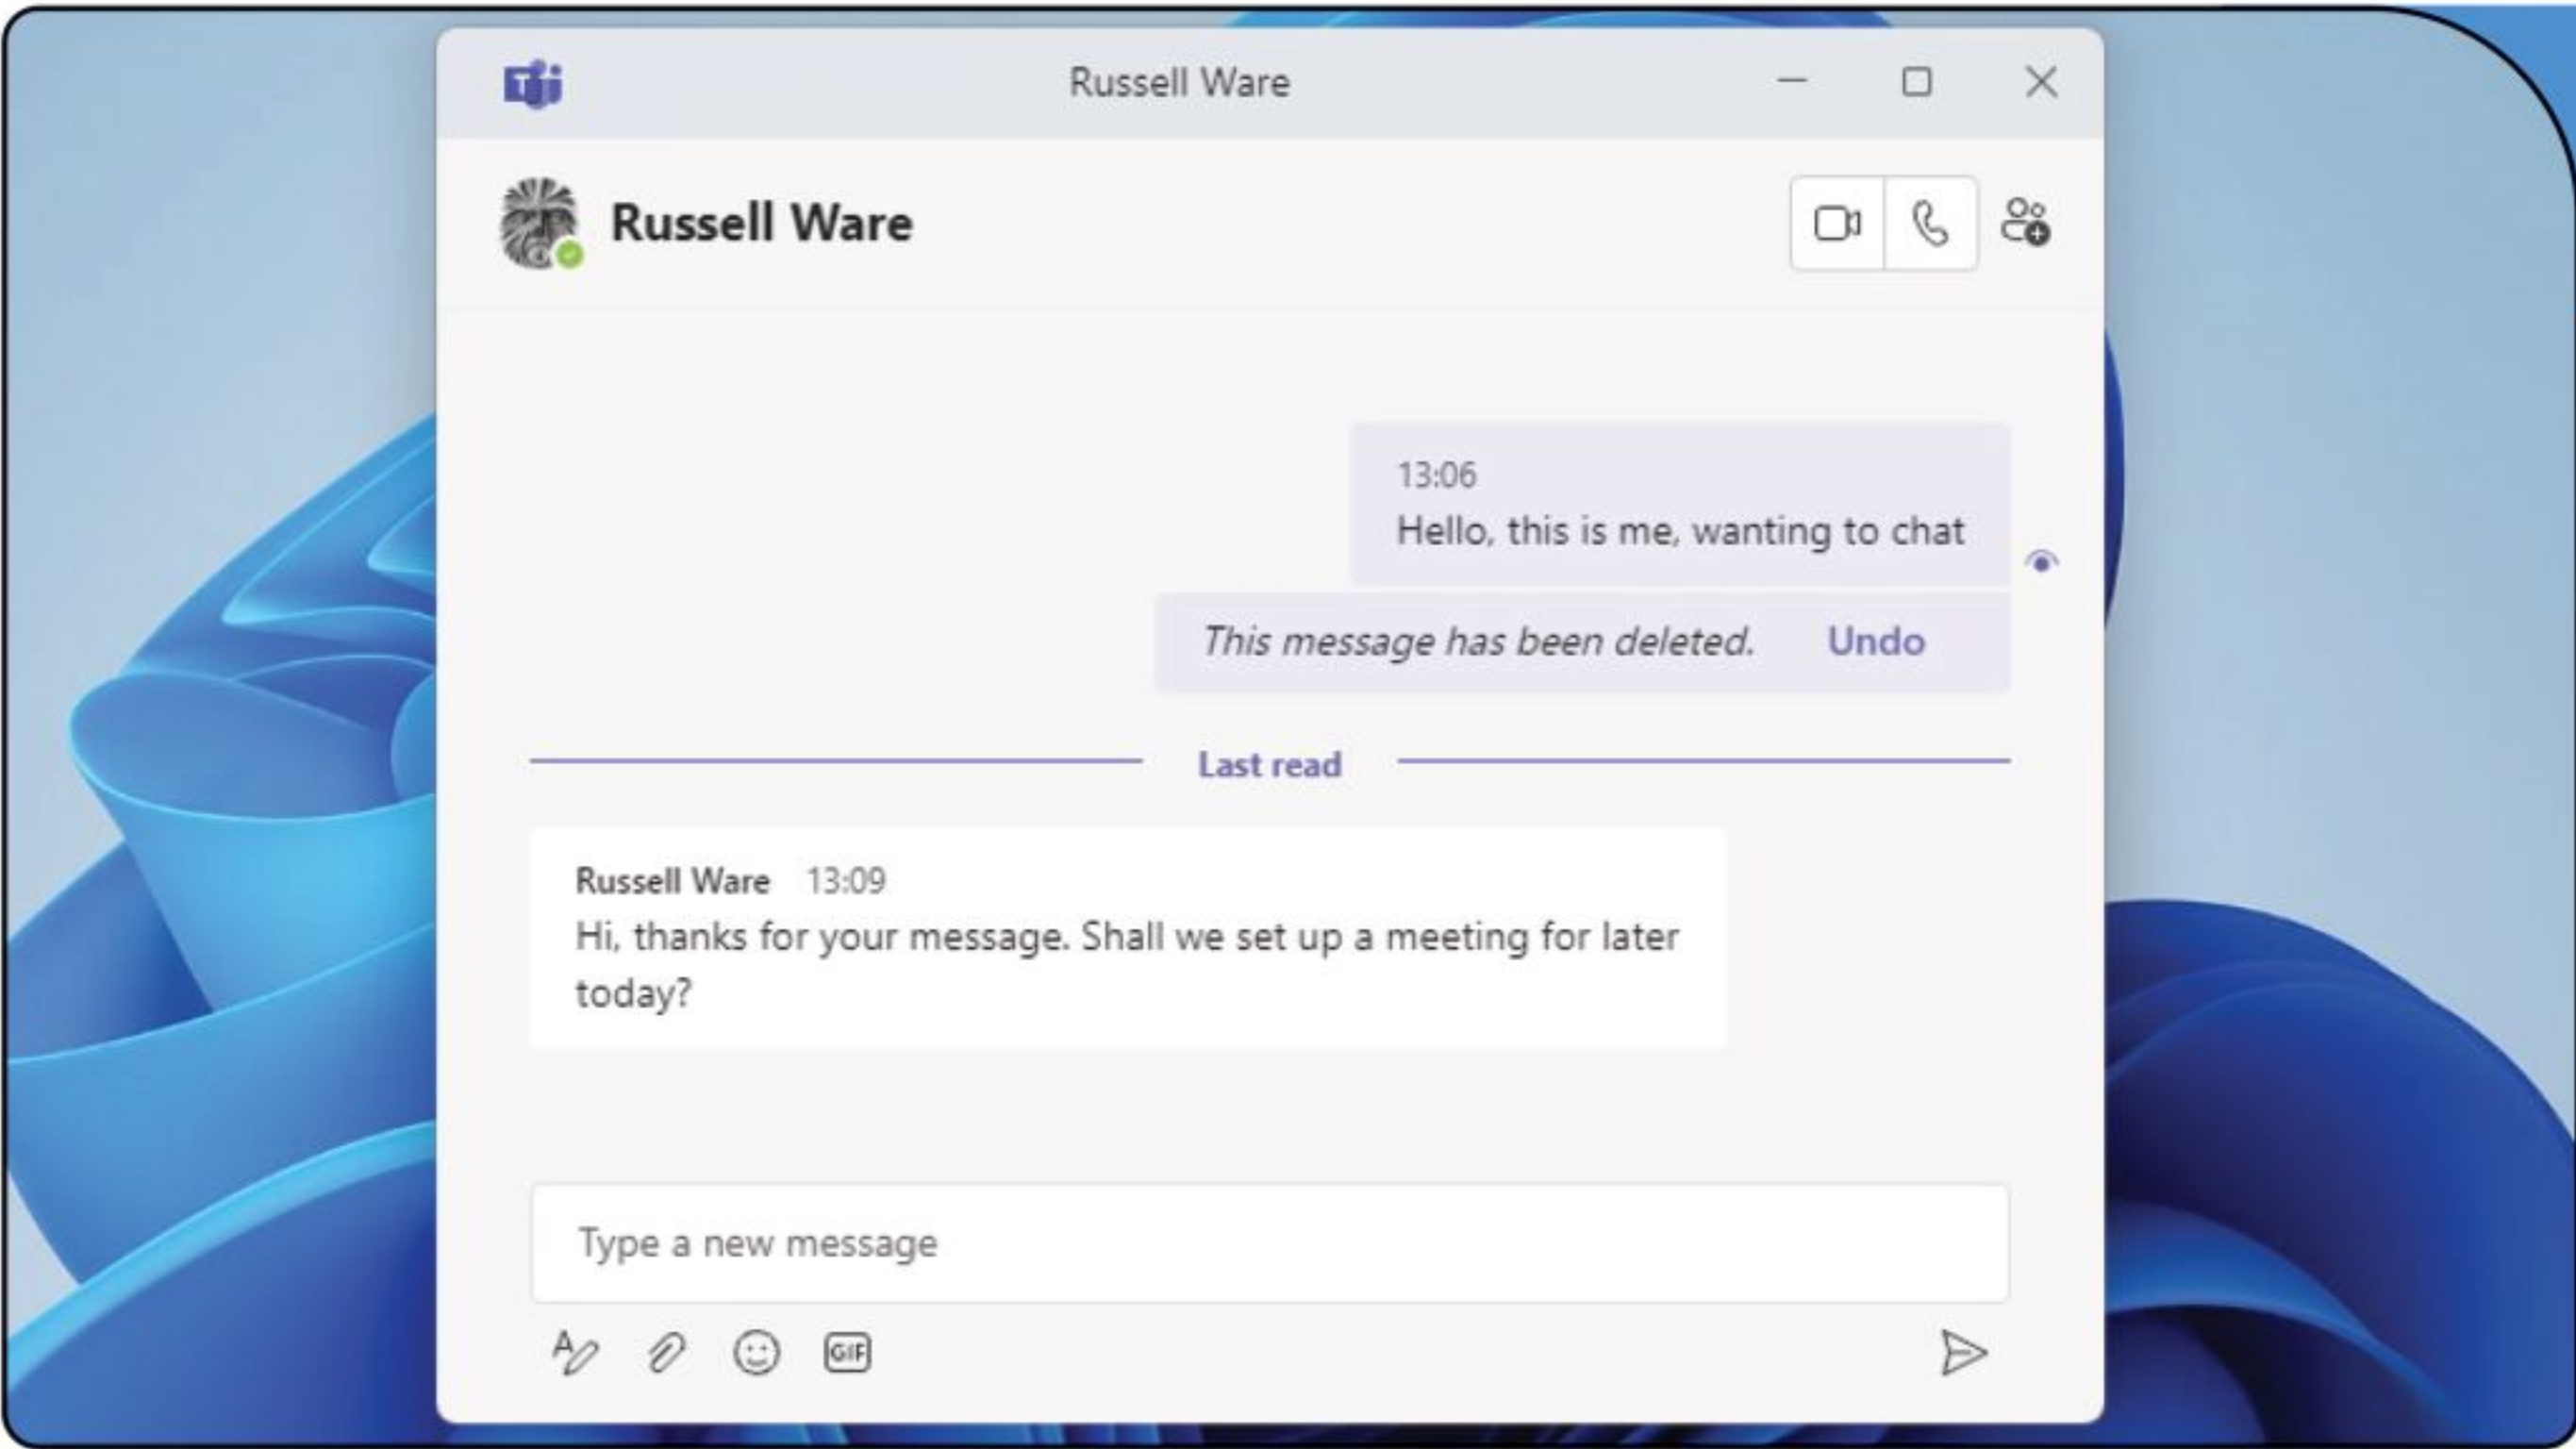 Russell Ware
Russell Ware
13:06
Hello, this is me, wanting to chat
This message has been deleted. Undo
Last read
Russell Ware 13:09
Hi, thanks for your message. Shall we set up a meeting for later
today?
Type a new message
GIF